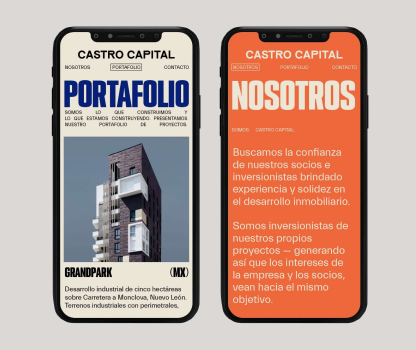 CASTRO CAPITAL
NOSOTROS PORTAFOLIO CONTACTO
PORTAFOLIO
SOMOS LO QUE CONSTRUIMOS Y
LO QUE ESTAMOS CONSTRUYENDO. PRESENTAMOS
NUESTRO PORTAFOLIO DE PROYECTOS.
GRANDPARK (MX)
Desarrollo industrial de cinco hectáreas
sobre Carretera a Monclova, Nuevo León.
Terrenos industriales con perimetrales,
CASTRO CAPITAL
NOSOTROS PORTAFOLIO CONTACTO
NOSOTROS
SOMOS CASTRO CAPITAL
Buscamos la confianza
de nuestros socios e
inversionistas brindado
experiencia y solidez en
el desarrollo inmobiliario.
Somos inversionistas de
nuestros propios
proyectos — generando
así que los intereses de
la empresa y los socios,
vean hacia el mismo
objetivo.